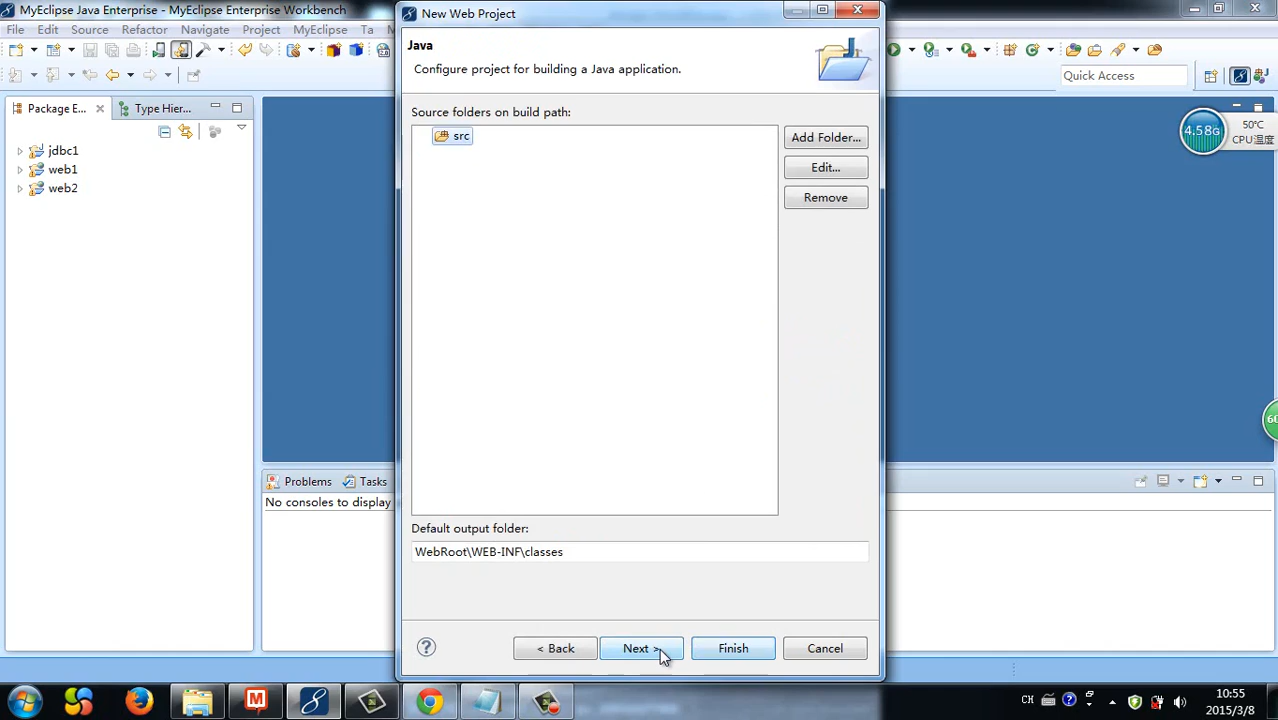 MyEclipse Java Enterprise - MyEclipse Enterprise Workbench
New Web Project
File Edit Source Refactor Navigate Project MyEclipse Ta
Java
Configure project for building a Java application.
Quick Access
Package E... Type Hier...
jdbc1
web1
web2
Source folders on build path:
src
Add Folder...
Edit...
Remove
4.58G
50℃
CPU温度
60
Problems Tasks
No consoles to display
Default output folder:
WebRoot\WEB-INF\classes
< Back Next > Finish Cancel
CH
10:55
2015/3/8